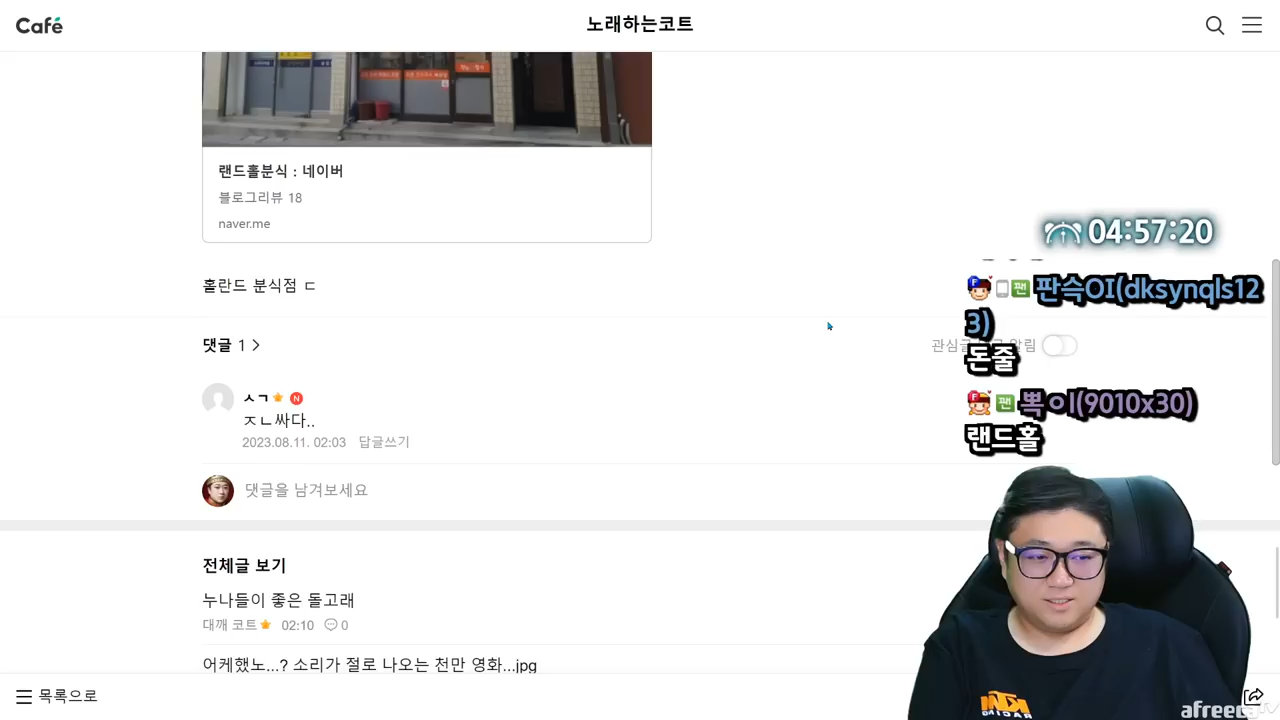 Café
노래하는코트
랜드홀분식 : 네이버
블로그리뷰 18
naver.me
04:57:20
홀란드 분식점 ㄷ
판슥OI(dksynqls12
3)
돈줄
댓글 1
알림
뽁ㅇI(9010x30)
랜드홀
ㅅㄱ N
ㅈㄴ싸다..
2023.08.11. 02:03 답글쓰기
댓글을 남겨보세요
전체글 보기
누나들이 좋은 돌고래
대깨 코트 02:10 0
어케했노...? 소리가 절로 나오는 천만 영화...jpg
목록으로
afreecaTV